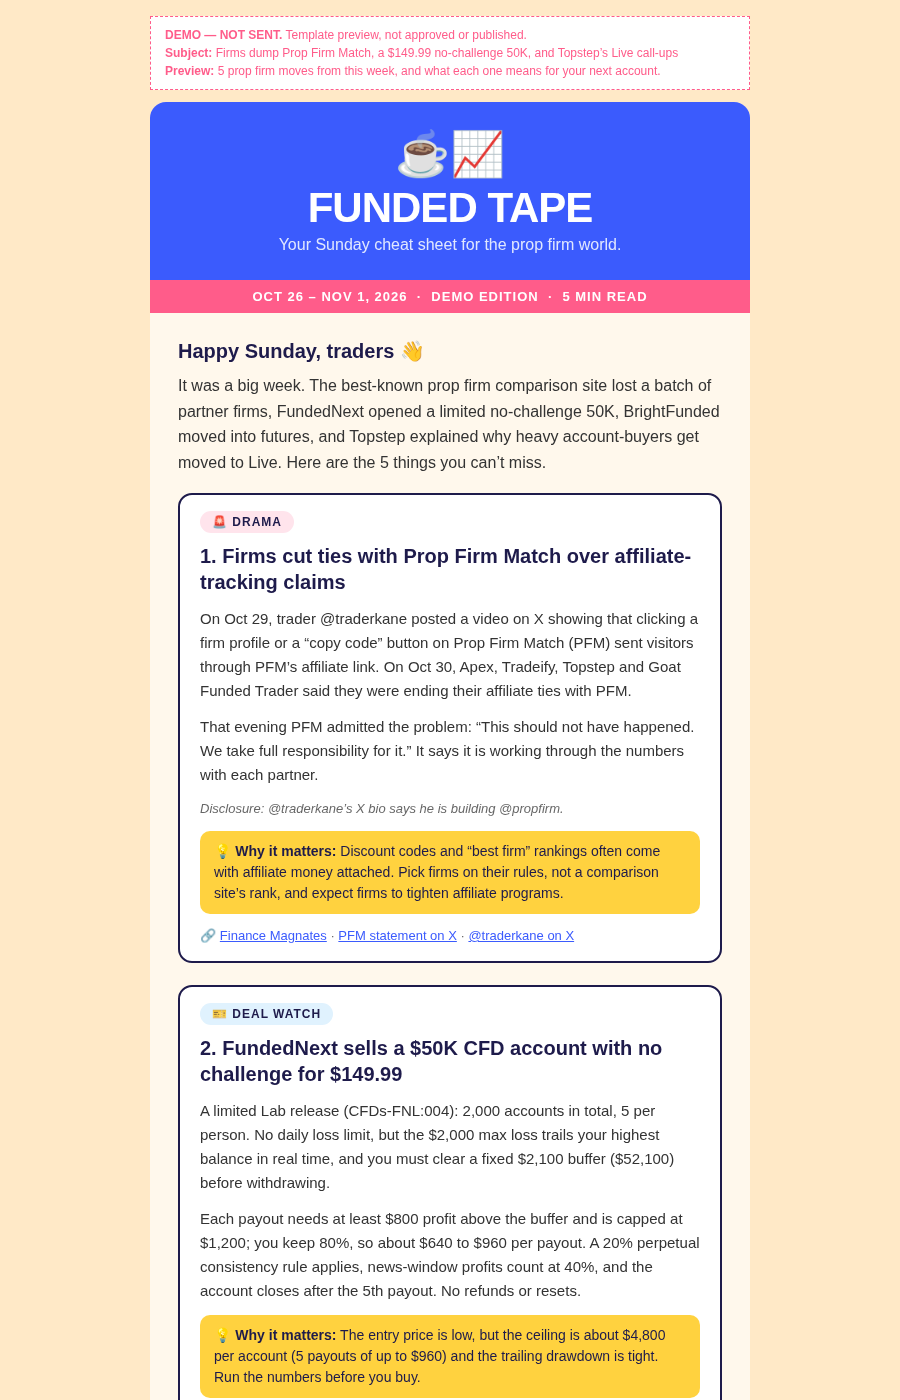 DEMO — NOT SENT. Template preview, not approved or published.
Subject: Firms dump Prop Firm Match, a $149.99 no-challenge 50K, and Topstep’s Live call-ups
Preview: 5 prop firm moves from this week, and what each one means for your next account.
FUNDED TAPE
Your Sunday cheat sheet for the prop firm world.
OCT 26 – NOV 1, 2026 · DEMO EDITION · 5 MIN READ
Happy Sunday, traders 👋
It was a big week. The best-known prop firm comparison site lost a batch of
partner firms, FundedNext opened a limited no-challenge 50K, BrightFunded
moved into futures, and Topstep explained why heavy account-buyers get
moved to Live. Here are the 5 things you can’t miss.
🚨 DRAMA
1. Firms cut ties with Prop Firm Match over affiliate-
tracking claims
On Oct 29, trader @traderkane posted a video on X showing that clicking a
firm profile or a “copy code” button on Prop Firm Match (PFM) sent visitors
through PFM’s affiliate link. On Oct 30, Apex, Tradeify, Topstep and Goat
Funded Trader said they were ending their affiliate ties with PFM.
That evening PFM admitted the problem: “This should not have happened.
We take full responsibility for it.” It says it is working through the numbers
with each partner.
Disclosure: @traderkane’s X bio says he is building @propfirm.
💡 Why it matters: Discount codes and “best firm” rankings often come
with affiliate money attached. Pick firms on their rules, not a comparison
site’s rank, and expect firms to tighten affiliate programs.
🔗 Finance Magnates · PFM statement on X · @traderkane on X
🎫 DEAL WATCH
2. FundedNext sells a $50K CFD account with no
challenge for $149.99
A limited Lab release (CFDs-FNL:004): 2,000 accounts in total, 5 per
person. No daily loss limit, but the $2,000 max loss trails your highest
balance in real time, and you must clear a fixed $2,100 buffer ($52,100)
before withdrawing.
Each payout needs at least $800 profit above the buffer and is capped at
$1,200; you keep 80%, so about $640 to $960 per payout. A 20% perpetual
consistency rule applies, news-window profits count at 40%, and the
account closes after the 5th payout. No refunds or resets.
💡 Why it matters: The entry price is low, but the ceiling is about $4,800
per account (5 payouts of up to $960) and the trailing drawdown is tight.
Run the numbers before you buy.